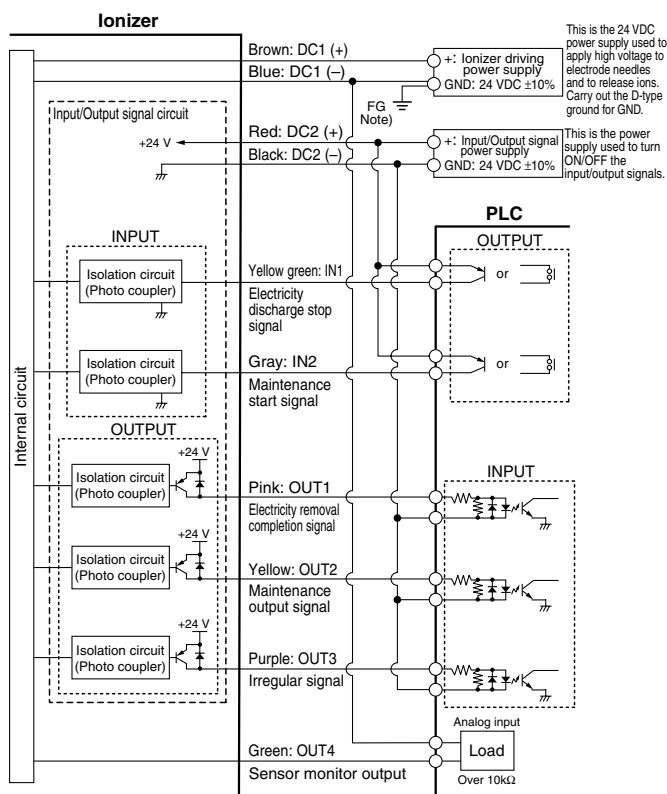 Ionizer
Brown: DC1 (+)
Blue: DC1 (–)
+: Ionizer driving
power supply
GND: 24 VDC ±10%
This is the 24 VDC
power supply used to
apply high voltage to
electrode needles
and to release ions.
Carry out the D-type
ground for GND.
FG
Note)
Input/Output signal circuit
+24 V
Red: DC2 (+)
Black: DC2 (–)
+: Input/Output signal
power supply
GND: 24 VDC ±10%
This is the power
supply used to turn
ON/OFF the
input/output signals.
PLC
INPUT
OUTPUT
Isolation circuit
(Photo coupler)
Yellow green: IN1
Electricity
discharge stop
signal
or
Isolation circuit
(Photo coupler)
Gray: IN2
Maintenance
start signal
or
Internal circuit
OUTPUT
INPUT
+24 V
Isolation circuit
(Photo coupler)
Pink: OUT1
Electricity removal
completion signal
+24 V
Isolation circuit
(Photo coupler)
Yellow: OUT2
Maintenance
output signal
+24 V
Isolation circuit
(Photo coupler)
Purple: OUT3
Irregular signal
Analog input
Load
Over 10kΩ
Green: OUT4
Sensor monitor output